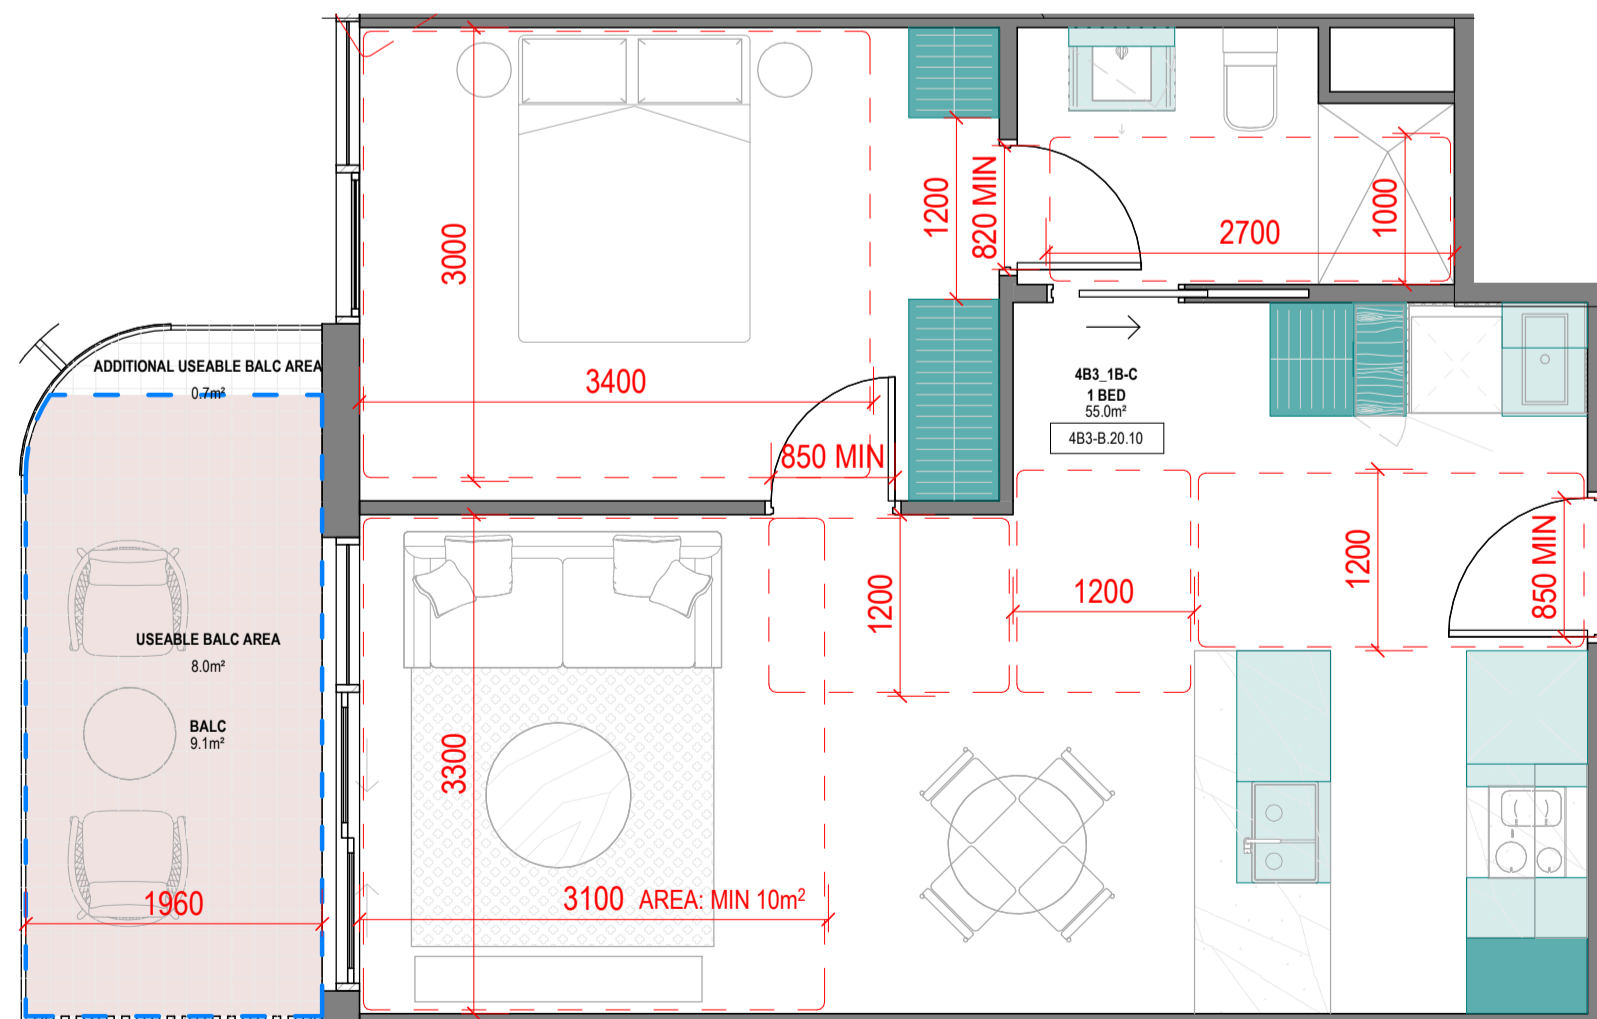 3000
1200
820 MIN
2700
1000
ADDITIONAL USEABLE BALC AREA
0.7m²
3400
850 MIN
4B3_1B-C
1 BED
55.0m²
4B3-B.20.10
1200
1200
1200
850 MIN
USEABLE BALC AREA
8.0m²
BALC
9.1m²
3300
1960
3100 AREA: MIN 10m²